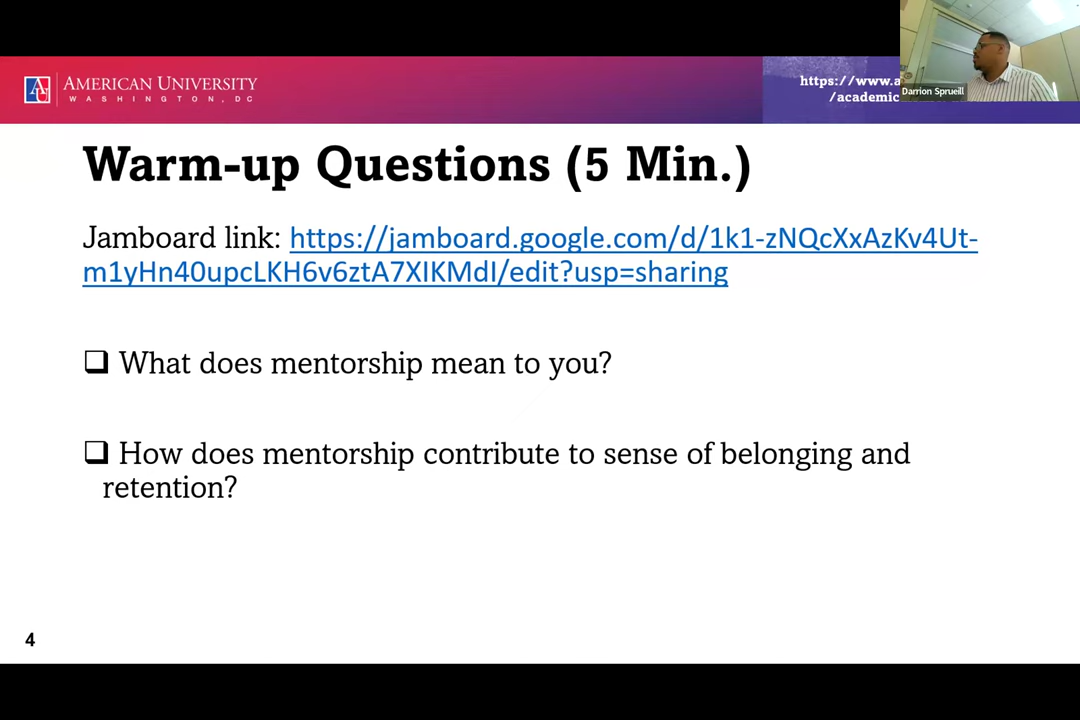 AMERICAN UNIVERSITY
WASHINGTON, DC
https://www.a
/academic
Darrion Sprueill
Warm-up Questions (5 Min.)
Jamboard link: https://jamboard.google.com/d/1k1-zNQcXxAzKv4Ut-
m1yHn40upcLKH6v6ztA7XIKMdI/edit?usp=sharing
What does mentorship mean to you?
How does mentorship contribute to sense of belonging and
retention?
4